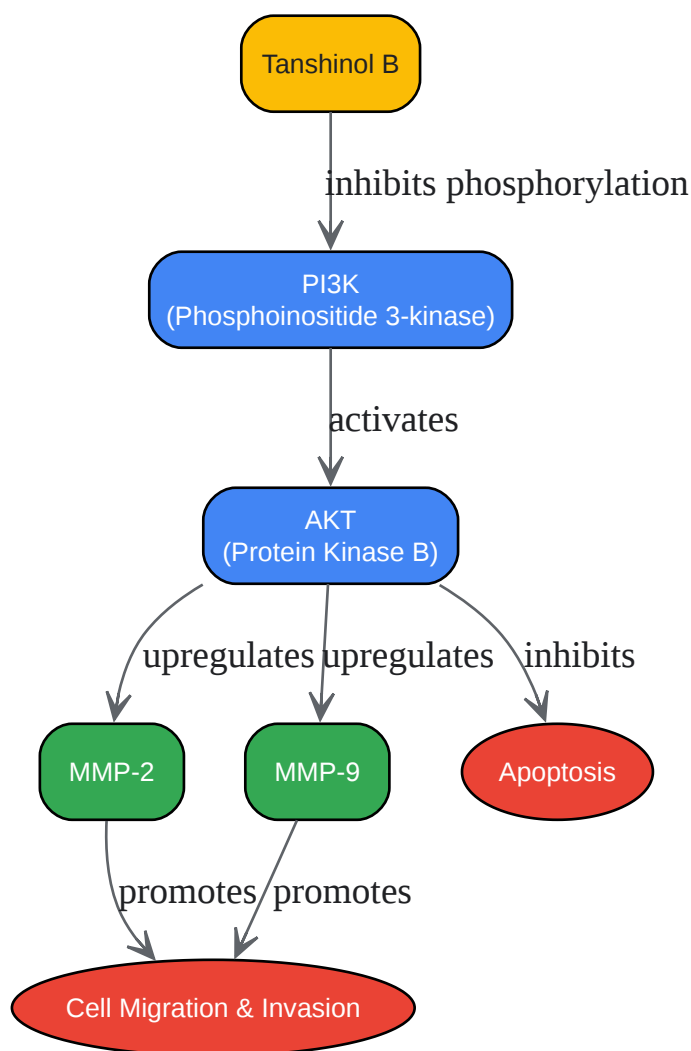 Tanshinol B
inhibits phosphorylation
PI3K
(Phosphoinositide 3-kinase)
activates
AKT
(Protein Kinase B)
upregulates
upregulates
inhibits
MMP-2
MMP-9
Apoptosis
promotes
promotes
Cell Migration & Invasion